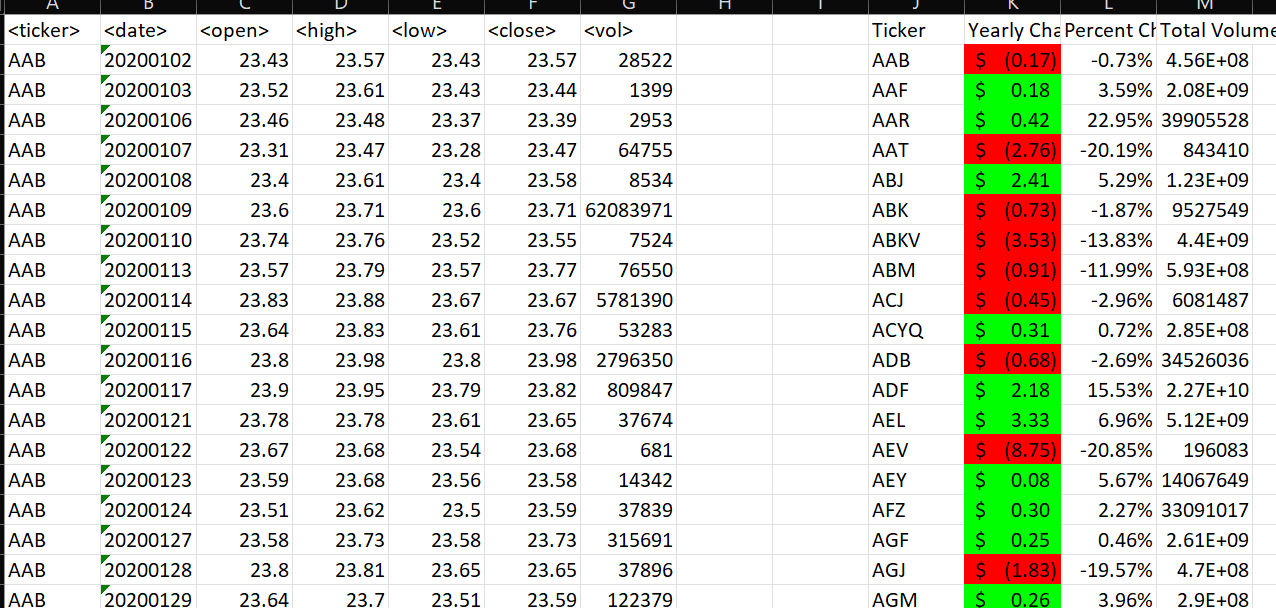 A B C D E F G H I J K L M
<ticker> <date> <open> <high> <low> <close> <vol> Ticker Yearly Cha Percent Ch Total Volume
AAB 20200102 23.43 23.57 23.43 23.57 28522 AAB $ (0.17) -0.73% 4.56E+08
AAB 20200103 23.52 23.61 23.43 23.44 1399 AAF $ 0.18 3.59% 2.08E+09
AAB 20200106 23.46 23.48 23.37 23.39 2953 AAR $ 0.42 22.95% 39905528
AAB 20200107 23.31 23.47 23.28 23.47 64755 AAT $ (2.76) -20.19% 843410
AAB 20200108 23.4 23.61 23.4 23.58 8534 ABJ $ 2.41 5.29% 1.23E+09
AAB 20200109 23.6 23.71 23.6 23.71 62083971 ABK $ (0.73) -1.87% 9527549
AAB 20200110 23.74 23.76 23.52 23.55 7524 ABKV $ (3.53) -13.83% 4.4E+09
AAB 20200113 23.57 23.79 23.57 23.77 76550 ABM $ (0.91) -11.99% 5.93E+08
AAB 20200114 23.83 23.88 23.67 23.67 5781390 ACJ $ (0.45) -2.96% 6081487
AAB 20200115 23.64 23.83 23.61 23.76 53283 ACYQ $ 0.31 0.72% 2.85E+08
AAB 20200116 23.8 23.98 23.8 23.98 2796350 ADB $ (0.68) -2.69% 34526036
AAB 20200117 23.9 23.95 23.79 23.82 809847 ADF $ 2.18 15.53% 2.27E+10
AAB 20200121 23.78 23.78 23.61 23.65 37674 AEL $ 3.33 6.96% 5.12E+09
AAB 20200122 23.67 23.68 23.54 23.68 681 AEV $ (8.75) -20.85% 196083
AAB 20200123 23.59 23.68 23.56 23.58 14342 AEY $ 0.08 5.67% 14067649
AAB 20200124 23.51 23.62 23.5 23.59 37839 AFZ $ 0.30 2.27% 33091017
AAB 20200127 23.58 23.73 23.58 23.73 315691 AGF $ 0.25 0.46% 2.61E+09
AAB 20200128 23.8 23.81 23.65 23.65 37896 AGJ $ (1.83) -19.57% 4.7E+08
AAB 20200129 23.64 23.7 23.51 23.59 122379 AGM $ 0.26 3.96% 2.9E+08